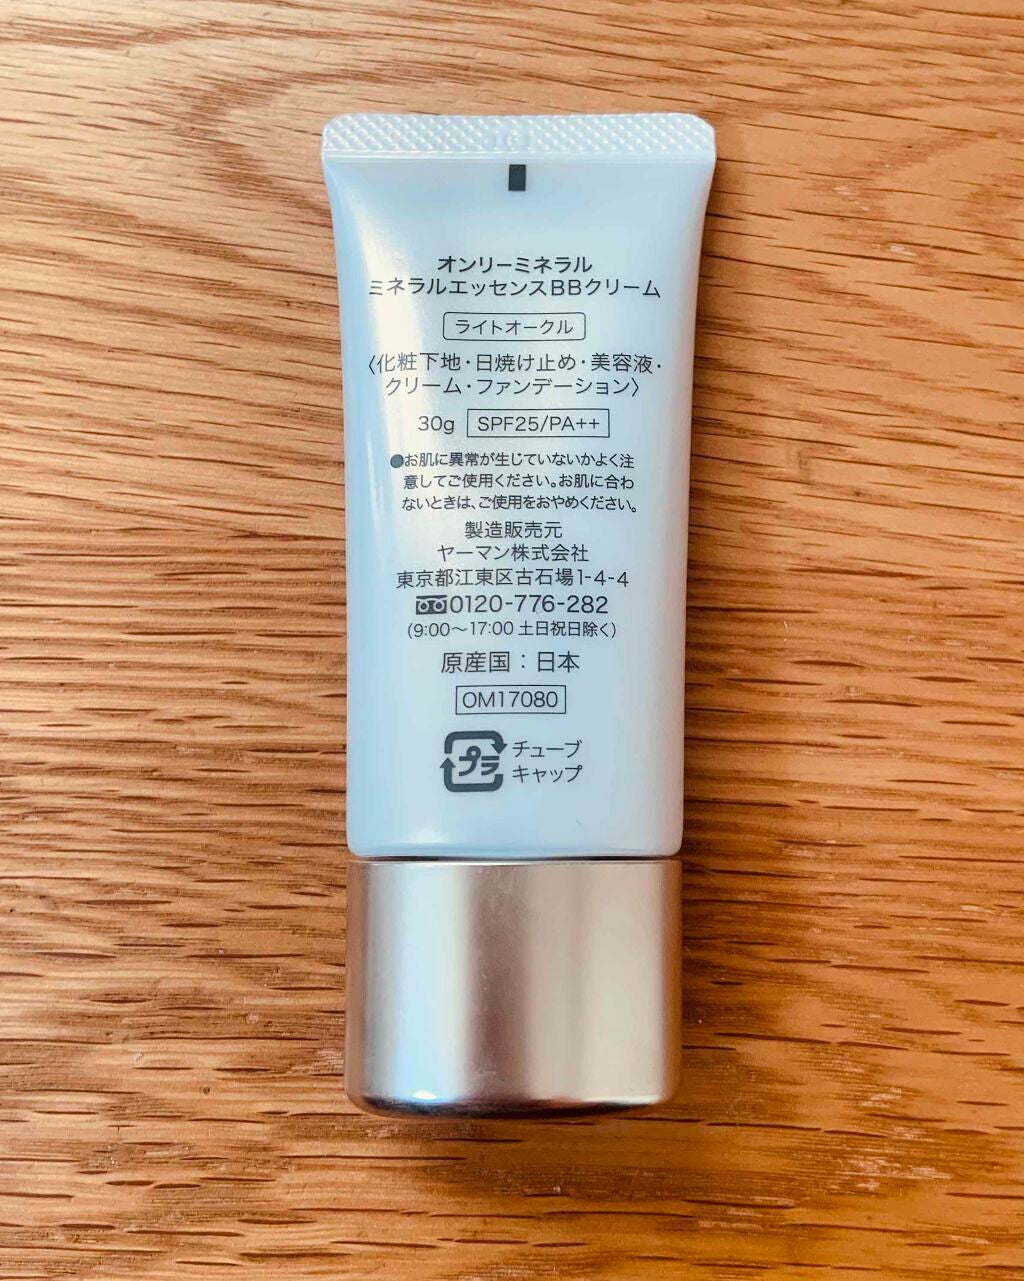 オンリーミネラル
ミネラルエッセンスBBクリーム
ライトオークル
〈化粧下地・日焼け止め・美容液・
クリーム・ファンデーション〉
30g SPF25/PA++
●お肌に異常が生じていないかよく注
意してご使用ください。お肌に合わ
ないときは、ご使用をおやめください。
製造販売元
ヤーマン株式会社
東京都江東区古石場1-4-4
0120-776-282
(9:00〜17:00 土日祝日除く)
原産国：日本
OM17080
プラ チューブ
キャップ